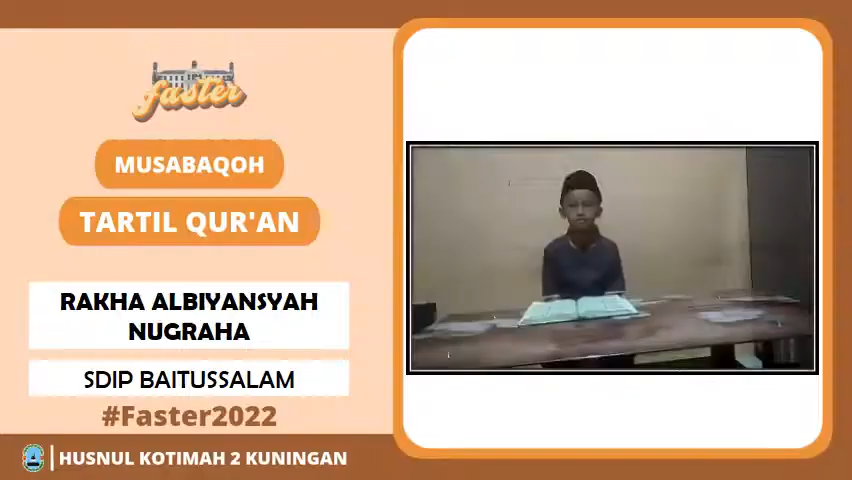 faster
MUSABAQOH
TARTIL QUR'AN
RAKHA ALBIYANSYAH
NUGRAHA
SDIP BAITUSSALAM
#Faster2022
HUSNUL KOTIMAH 2 KUNINGAN